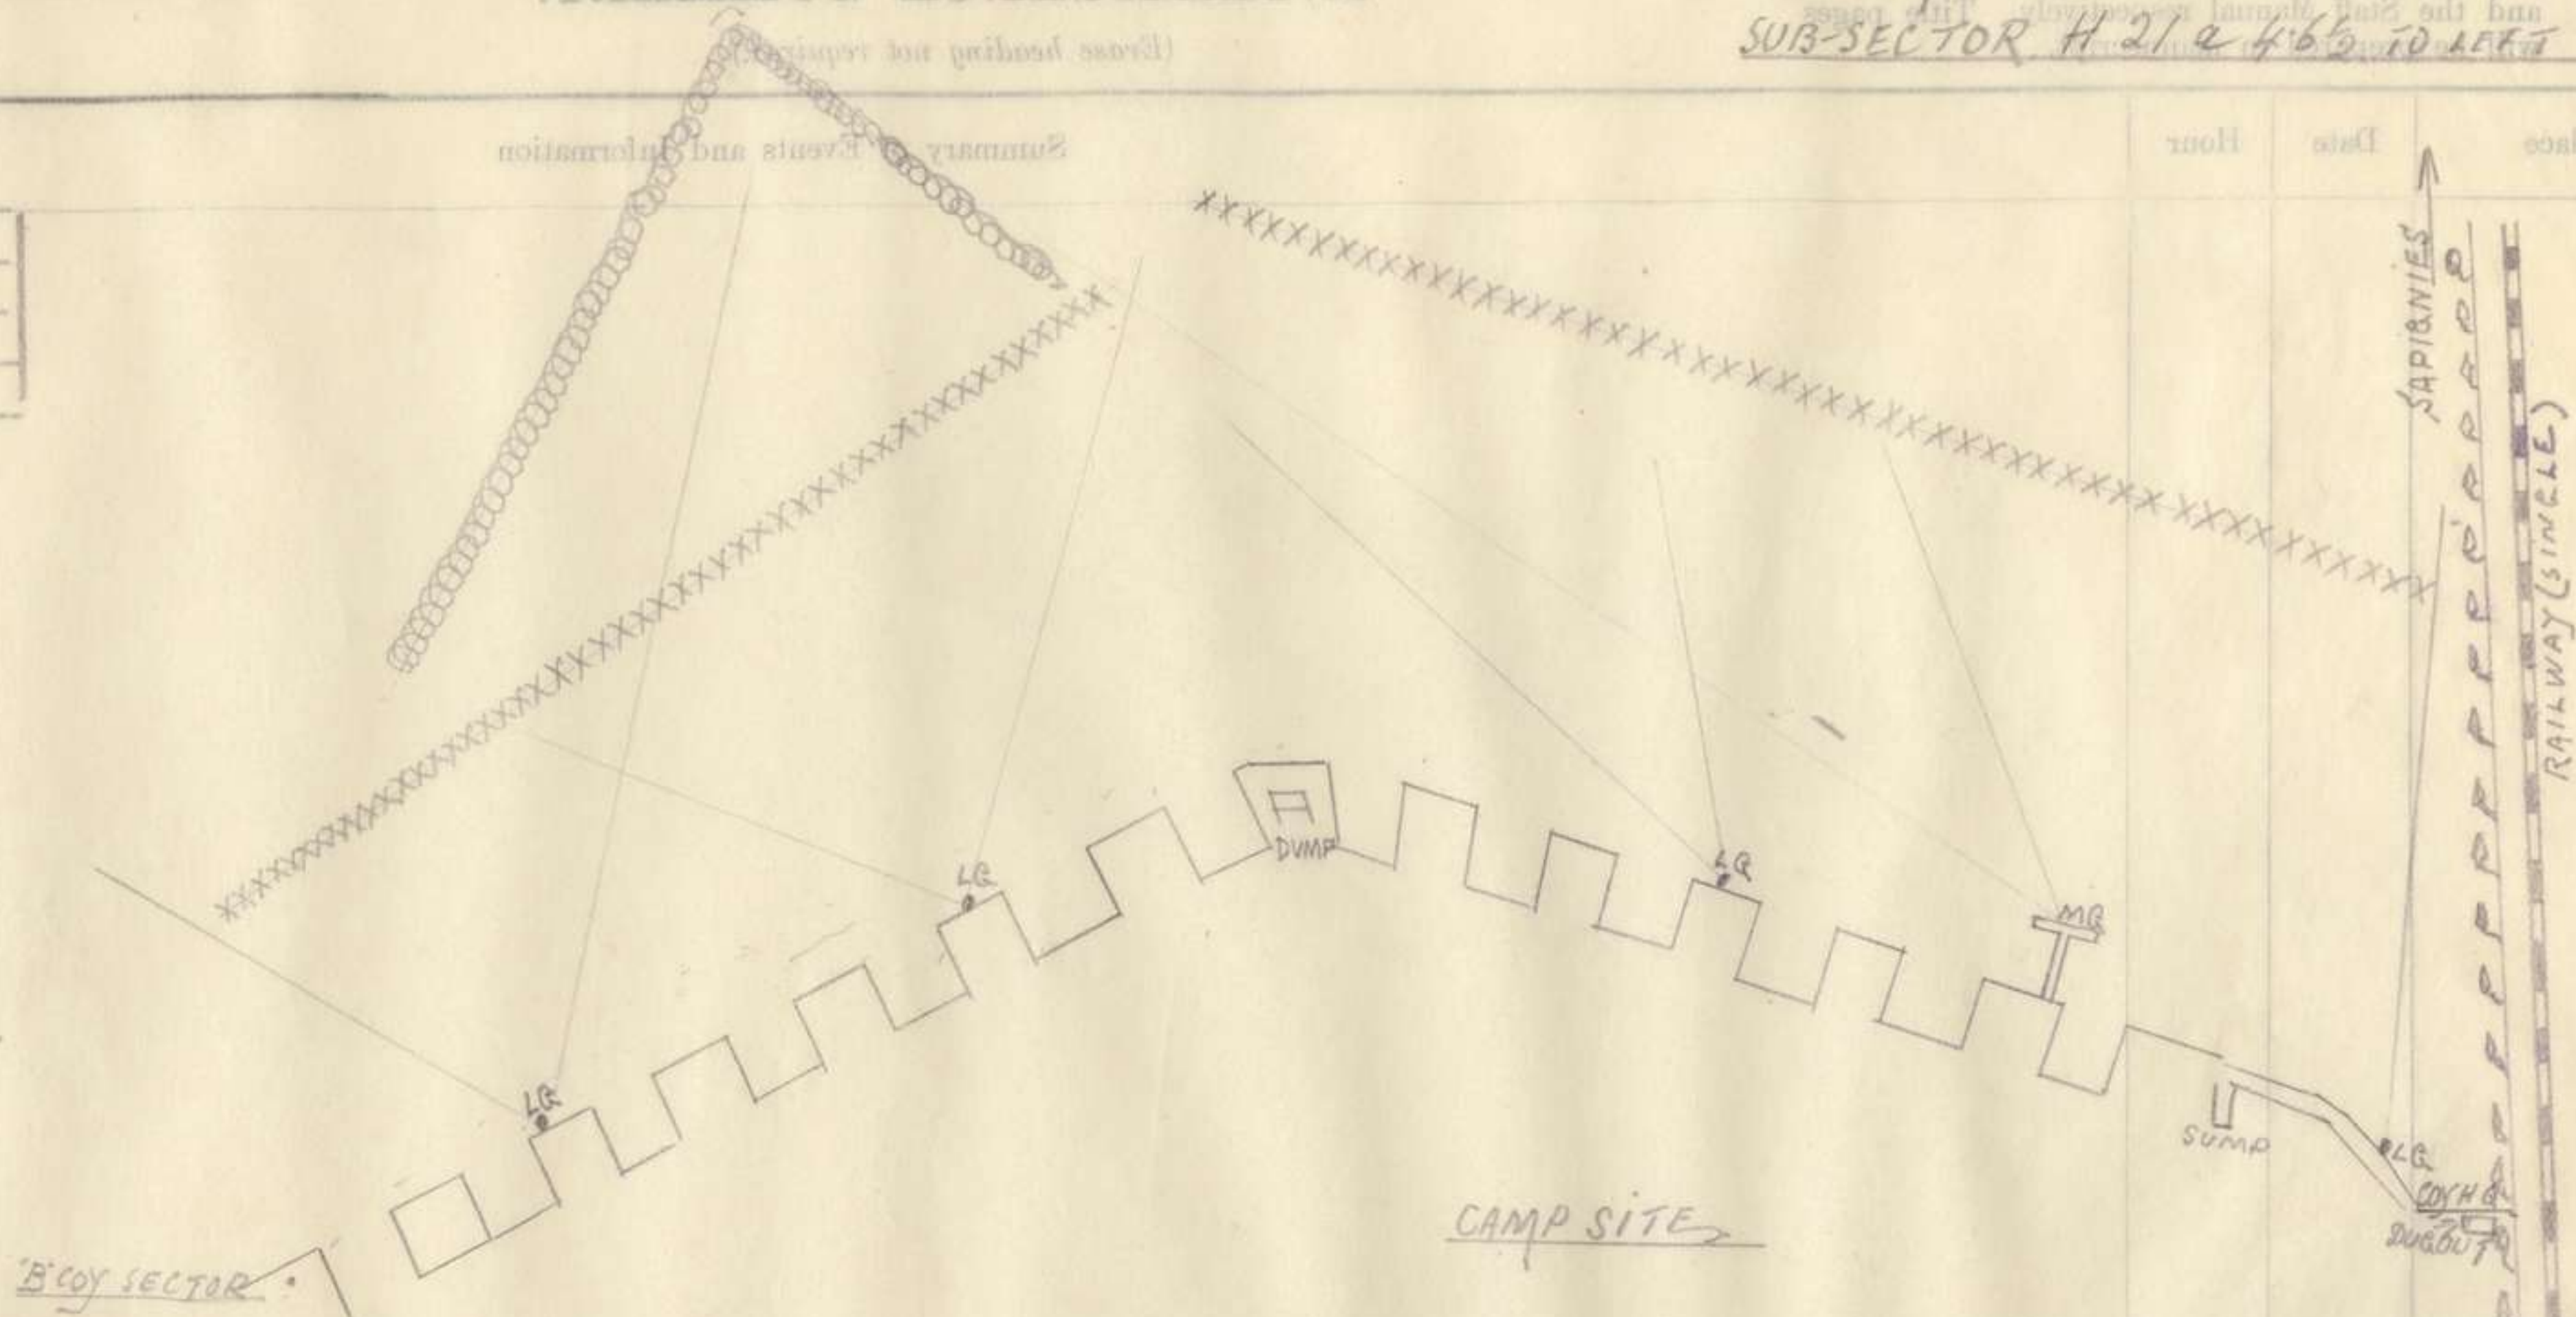 SUB-SECTOR H 21 a 4.6½ TO LEFT
and the Staff Manual respectively. Title pages
(Erase heading not required.)
Summary of Events and Information
Hour
Date
SAPIGNIES
RAILWAY (SINGLE)
DUMP
LG
LG
LG
MG
LG
SUMP
LG
COY HQ
DUGOUT
CAMP SITE
"B" COY SECTOR